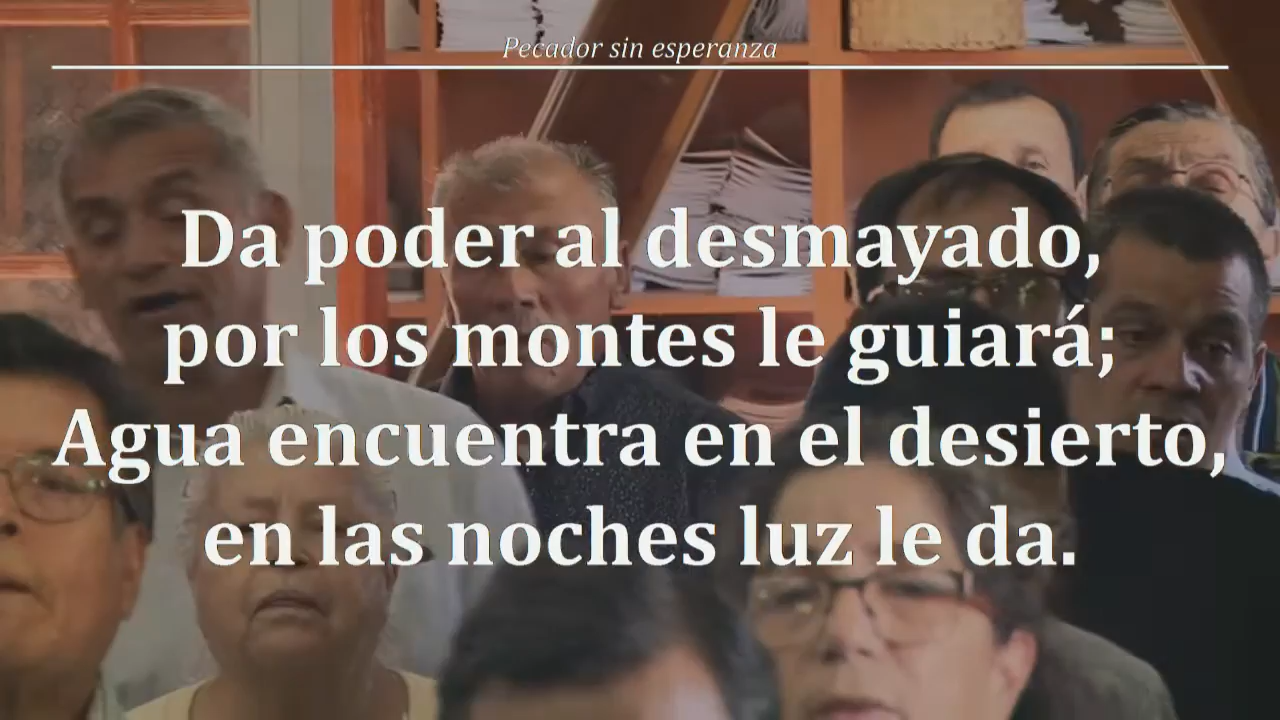 Pecador sin esperanza
Da poder al desmayado,
por los montes le guiará;
Agua encuentra en el desierto,
en las noches luz le da.